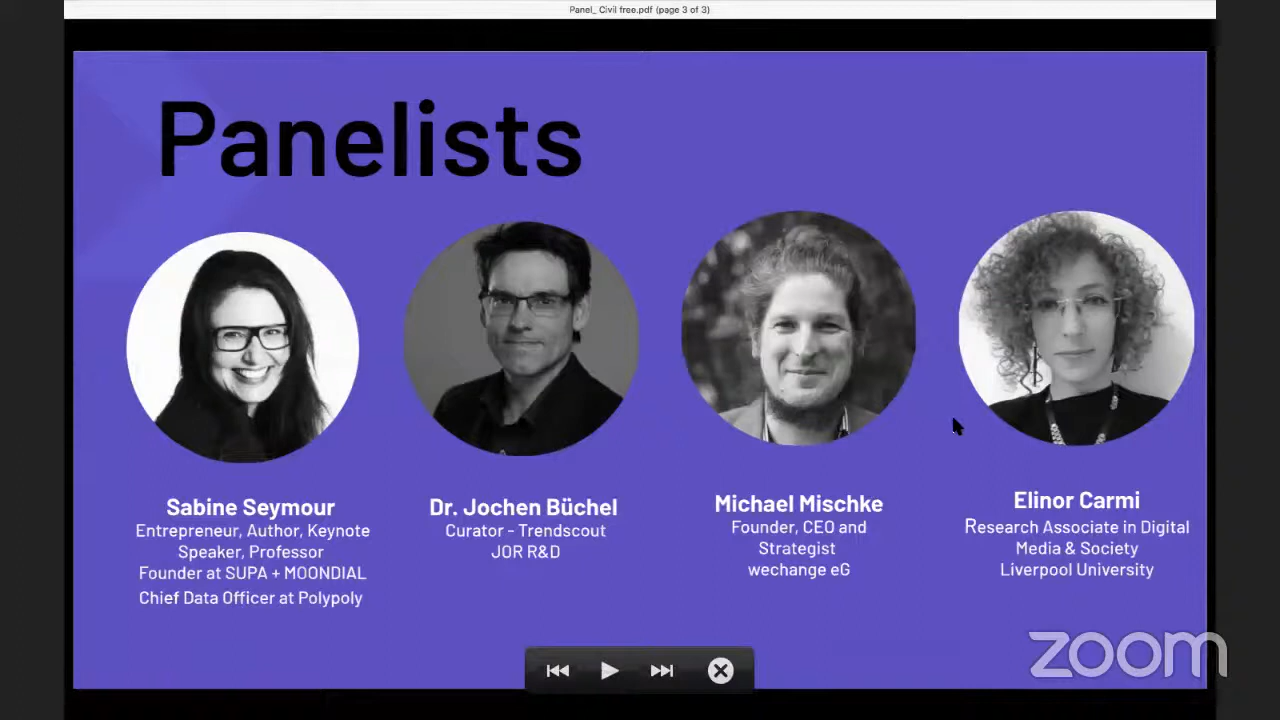 Panel_ Civil free.pdf (page 3 of 3)
Panelists
Sabine Seymour
Entrepreneur, Author, Keynote
Speaker, Professor
Founder at SUPA + MOONDIAL
Chief Data Officer at Polypoly
Dr. Jochen Büchel
Curator - Trendscout
JOR R&D
Michael Mischke
Founder, CEO and
Strategist
wechange eG
Elinor Carmi
Research Associate in Digital
Media & Society
Liverpool University
zoom